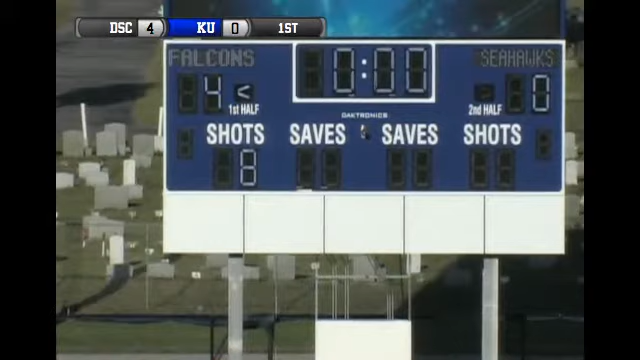 DSC 4 KU 0 1ST
FALCONS 0:00 SEAHAWKS
4 < 0
1st HALF 2nd HALF
DAKTRONICS
SHOTS SAVES SAVES SHOTS
8